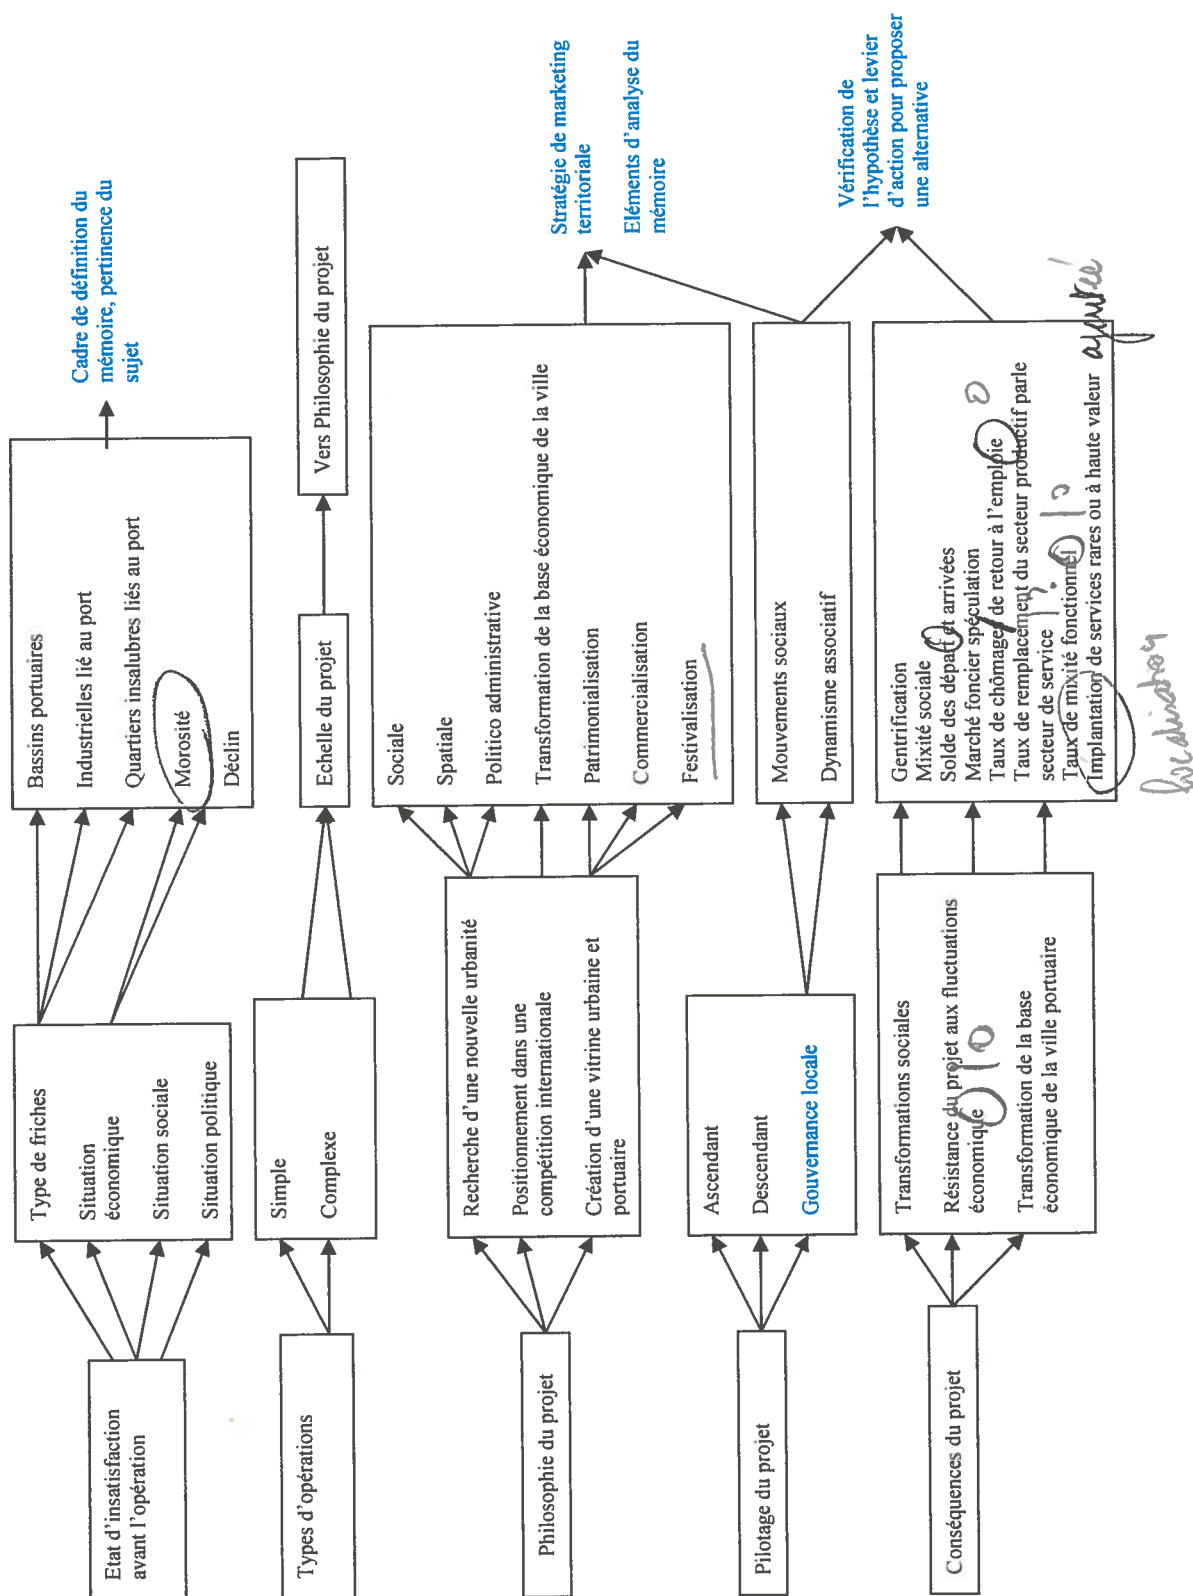 Etat d'insatisfaction
avant l'opération
Type de friches
Situation
économique
Situation sociale
Situation politique
Bassins portuaires
Industrielles lié au port
Quartiers insalubres liés au port
Morosité
Déclin
Cadre de définition du
mémoire, pertinence du
sujet
Types d'opérations
Simple
Complexe
Echelle du projet
Vers Philosophie du projet
Philosophie du projet
Recherche d'une nouvelle urbanité
Positionnement dans une
compétition internationale
Création d'une vitrine urbaine et
portuaire
Sociale
Spatiale
Politico administrative
Transformation de la base économique de la ville
Patrimonialisation
Commercialisation
Festivalisation
Stratégie de marketing
territoriale
Eléments d'analyse du
mémoire
Pilotage du projet
Ascendant
Descendant
Gouvernance locale
Mouvements sociaux
Dynamisme associatif
Vérification de
l'hypothèse et levier
d'action pour proposer
une alternative
Conséquences du projet
Transformations sociales
Résistance du projet aux fluctuations
économique
Transformation de la base
économique de la ville portuaire
Gentrification
Mixité sociale
Solde des départ et arrivées
Marché foncier spéculation
Taux de chômages de retour à l'emploie
Taux de remplacement du secteur productif parle
secteur de service
Taux de mixité fonctionnel
Implantation de services rares ou à haute valeur ajoutée
localisation